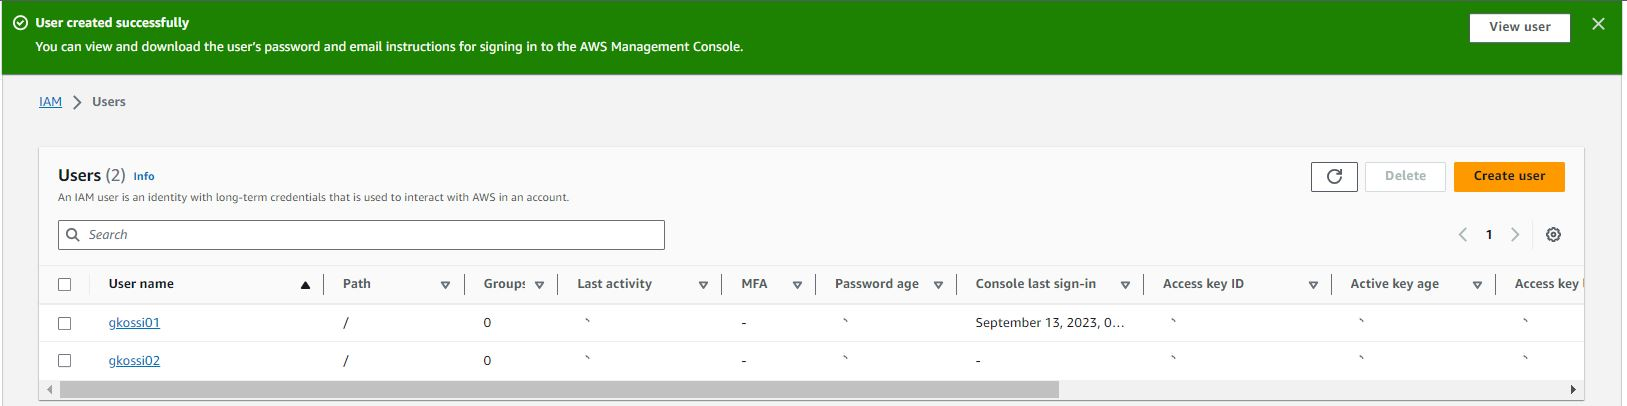 User created successfully
View user
You can view and download the user's password and email instructions for signing in to the AWS Management Console.
IAM > Users
Users (2) Info
Delete
Create user
An IAM user is an identity with long-term credentials that is used to interact with AWS in an account.
Search
1
User name Path Groups Last activity MFA Password age Console last sign-in Access key ID Active key age Access key
gkossi01 / 0 - September 13, 2023, 0...
gkossi02 / 0 - -